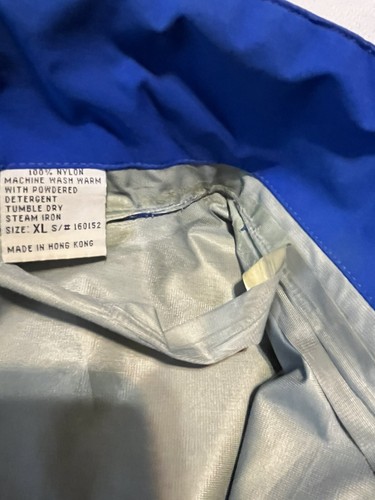 100% NYLON
MACHINE WASH WARM
WITH POWDERED
DETERGENT
TUMBLE DRY
STEAM IRON
SIZE: XL S/# 160152
MADE IN HONG KONG